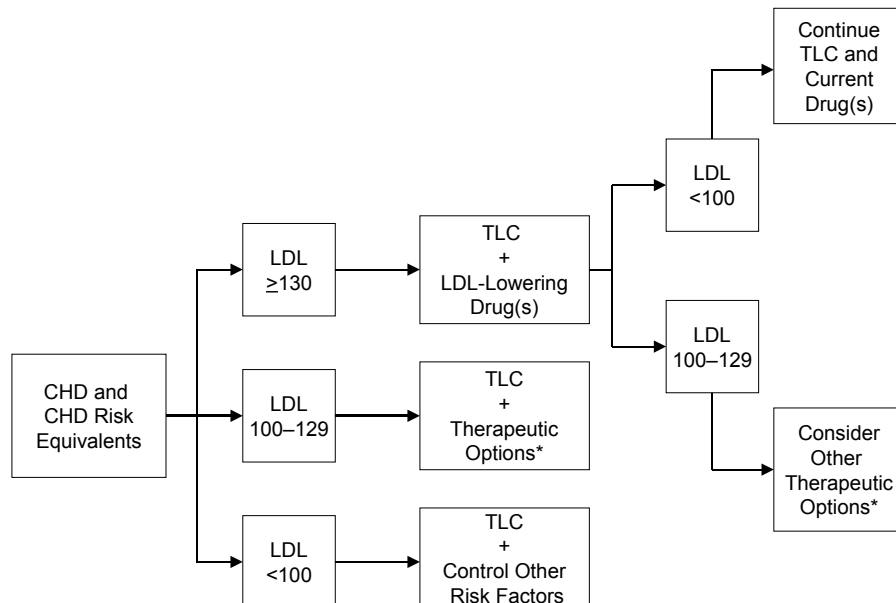 Continue
TLC and
Current
Drug(s)
LDL
<100
LDL
≥130
TLC
+
LDL-Lowering
Drug(s)
LDL
100–129
CHD and
CHD Risk
Equivalents
LDL
100–129
TLC
+
Therapeutic
Options*
Consider
Other
Therapeutic
Options*
LDL
<100
TLC
+
Control Other
Risk Factors